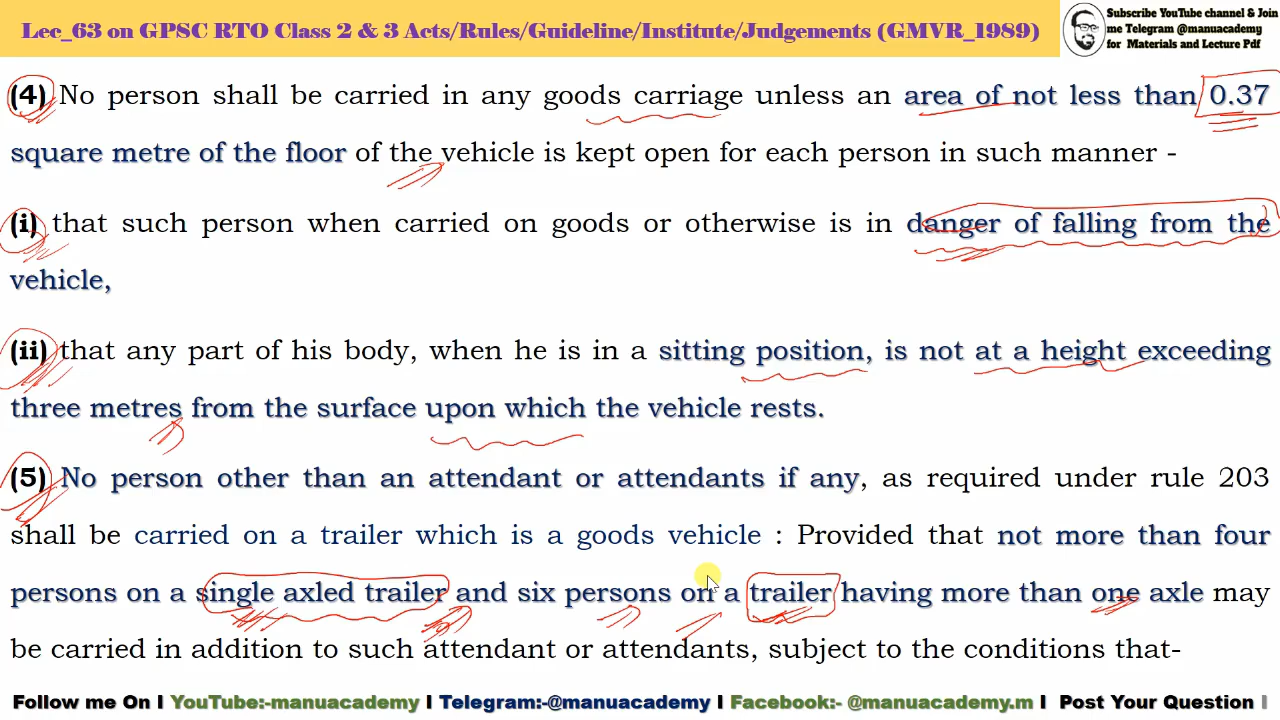 Lec_63 on GPSC RTO Class 2 & 3 Acts/Rules/Guideline/Institute/Judgements (GMVR_1989)
Subscribe YouTube channel & Join
me Telegram @manuacademy
for Materials and Lecture Pdf
(4) No person shall be carried in any goods carriage unless an area of not less than 0.37
square metre of the floor of the vehicle is kept open for each person in such manner -
(i) that such person when carried on goods or otherwise is in danger of falling from the
vehicle,
(ii) that any part of his body, when he is in a sitting position, is not at a height exceeding
three metres from the surface upon which the vehicle rests.
(5) No person other than an attendant or attendants if any, as required under rule 203
shall be carried on a trailer which is a goods vehicle : Provided that not more than four
persons on a single axled trailer and six persons on a trailer having more than one axle may
be carried in addition to such attendant or attendants, subject to the conditions that-
Follow me On I YouTube:-manuacademy I Telegram:-@manuacademy I Facebook:- @manuacademy.m I Post Your Question I